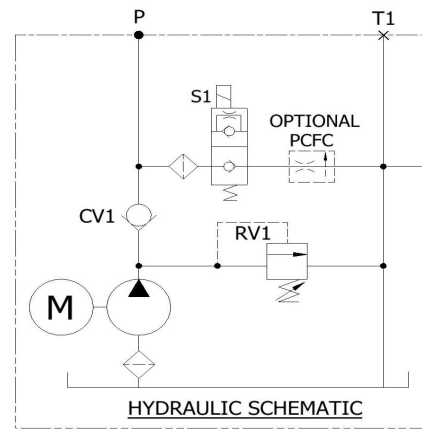 P
T1
S1
OPTIONAL
PCFC
CV1
RV1
M
HYDRAULIC SCHEMATIC